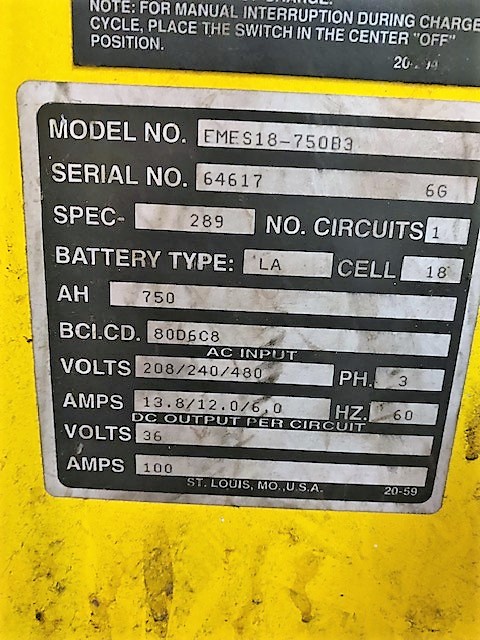 NOTE: FOR MANUAL INTERRUPTION DURING CHARGE
CYCLE, PLACE THE SWITCH IN THE CENTER "OFF"
POSITION.
MODEL NO. EMES18-750B3
SERIAL NO. 64617 6G
SPEC- 289 NO. CIRCUITS 1
BATTERY TYPE: LA CELL 18
AH 750
BCI.CD. 80D6C8
AC INPUT
VOLTS 208/240/480 PH. 3
AMPS 13.8/12.0/6.0 HZ. 60
DC OUTPUT PER CIRCUIT
VOLTS 36
AMPS 100
ST. LOUIS, MO., U.S.A. 20-59